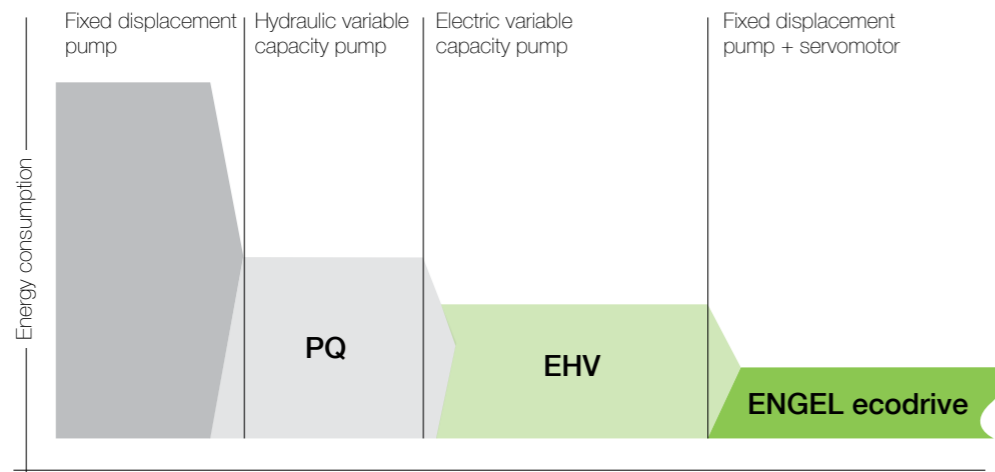 Fixed displacement
pump
Hydraulic variable
capacity pump
Electric variable
capacity pump
Fixed displacement
pump + servomotor
Energy consumption
PQ
EHV
ENGEL ecodrive